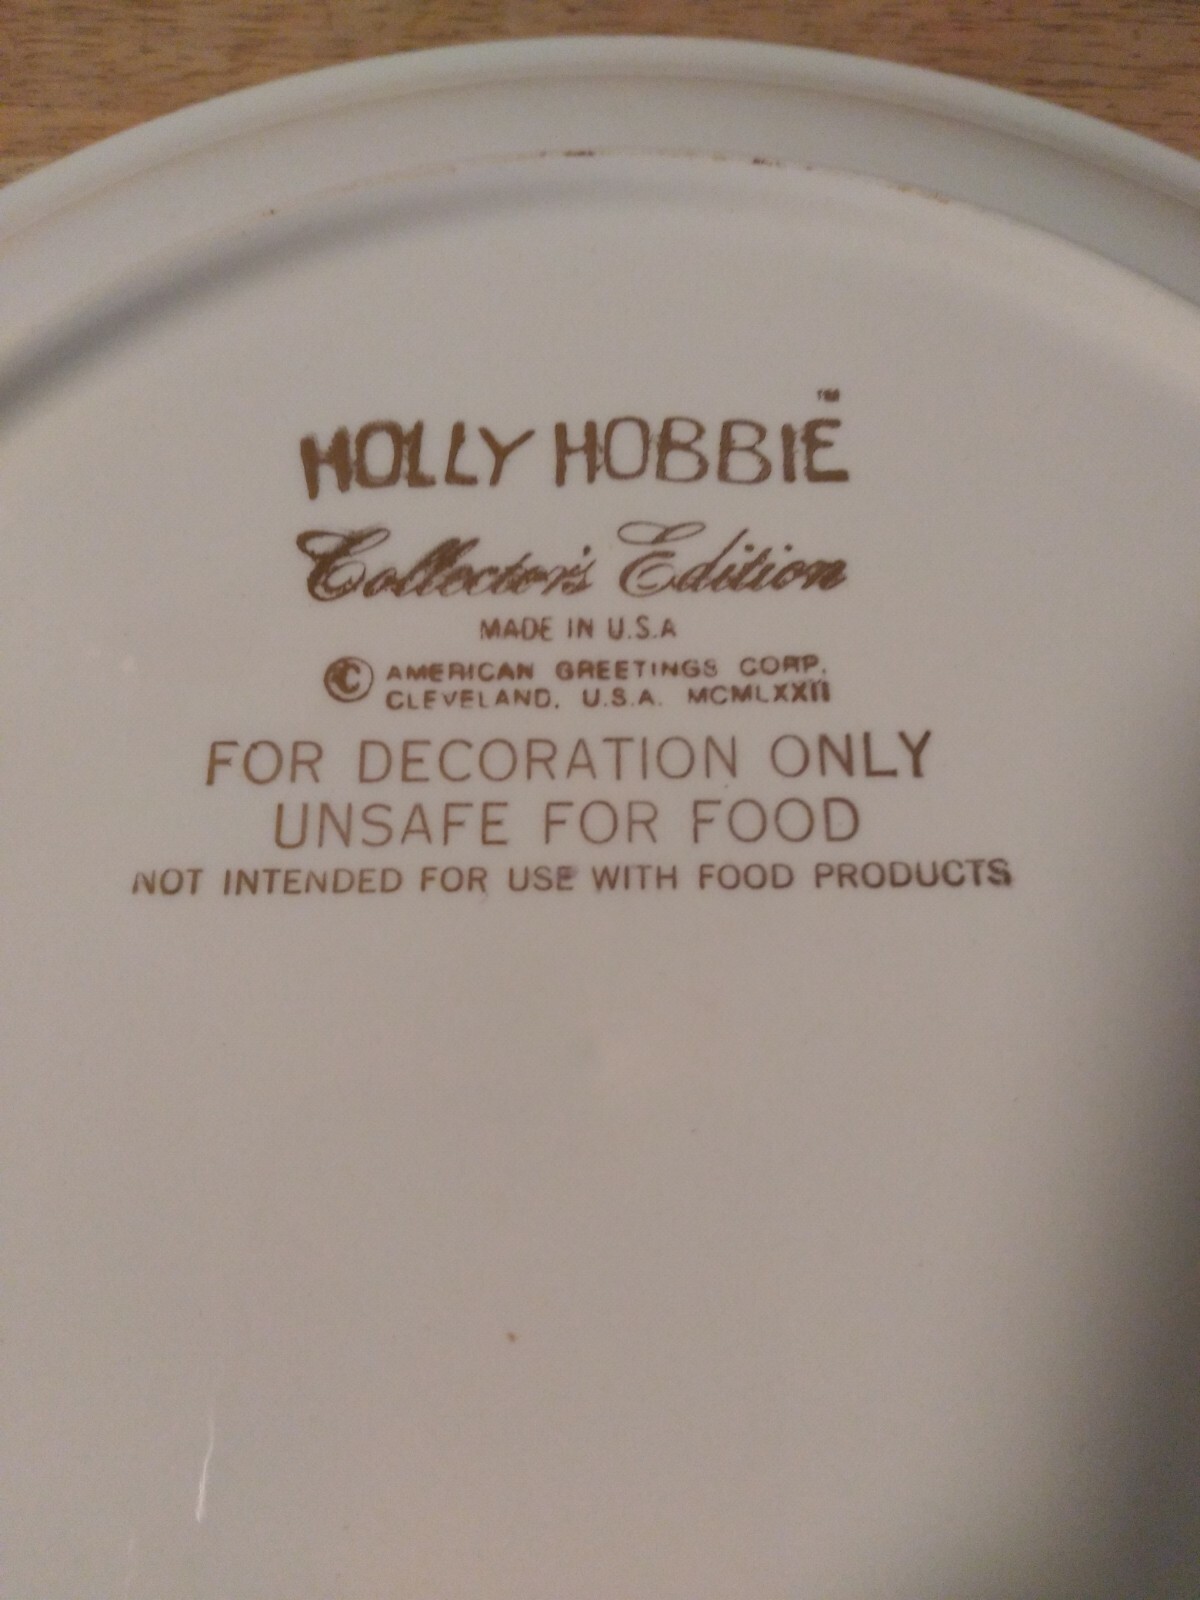 HOLLY HOBBIE™
Collector's Edition
MADE IN U.S.A
© AMERICAN GREETINGS CORP.
CLEVELAND, U.S.A. MCMLXXII
FOR DECORATION ONLY
UNSAFE FOR FOOD
NOT INTENDED FOR USE WITH FOOD PRODUCTS